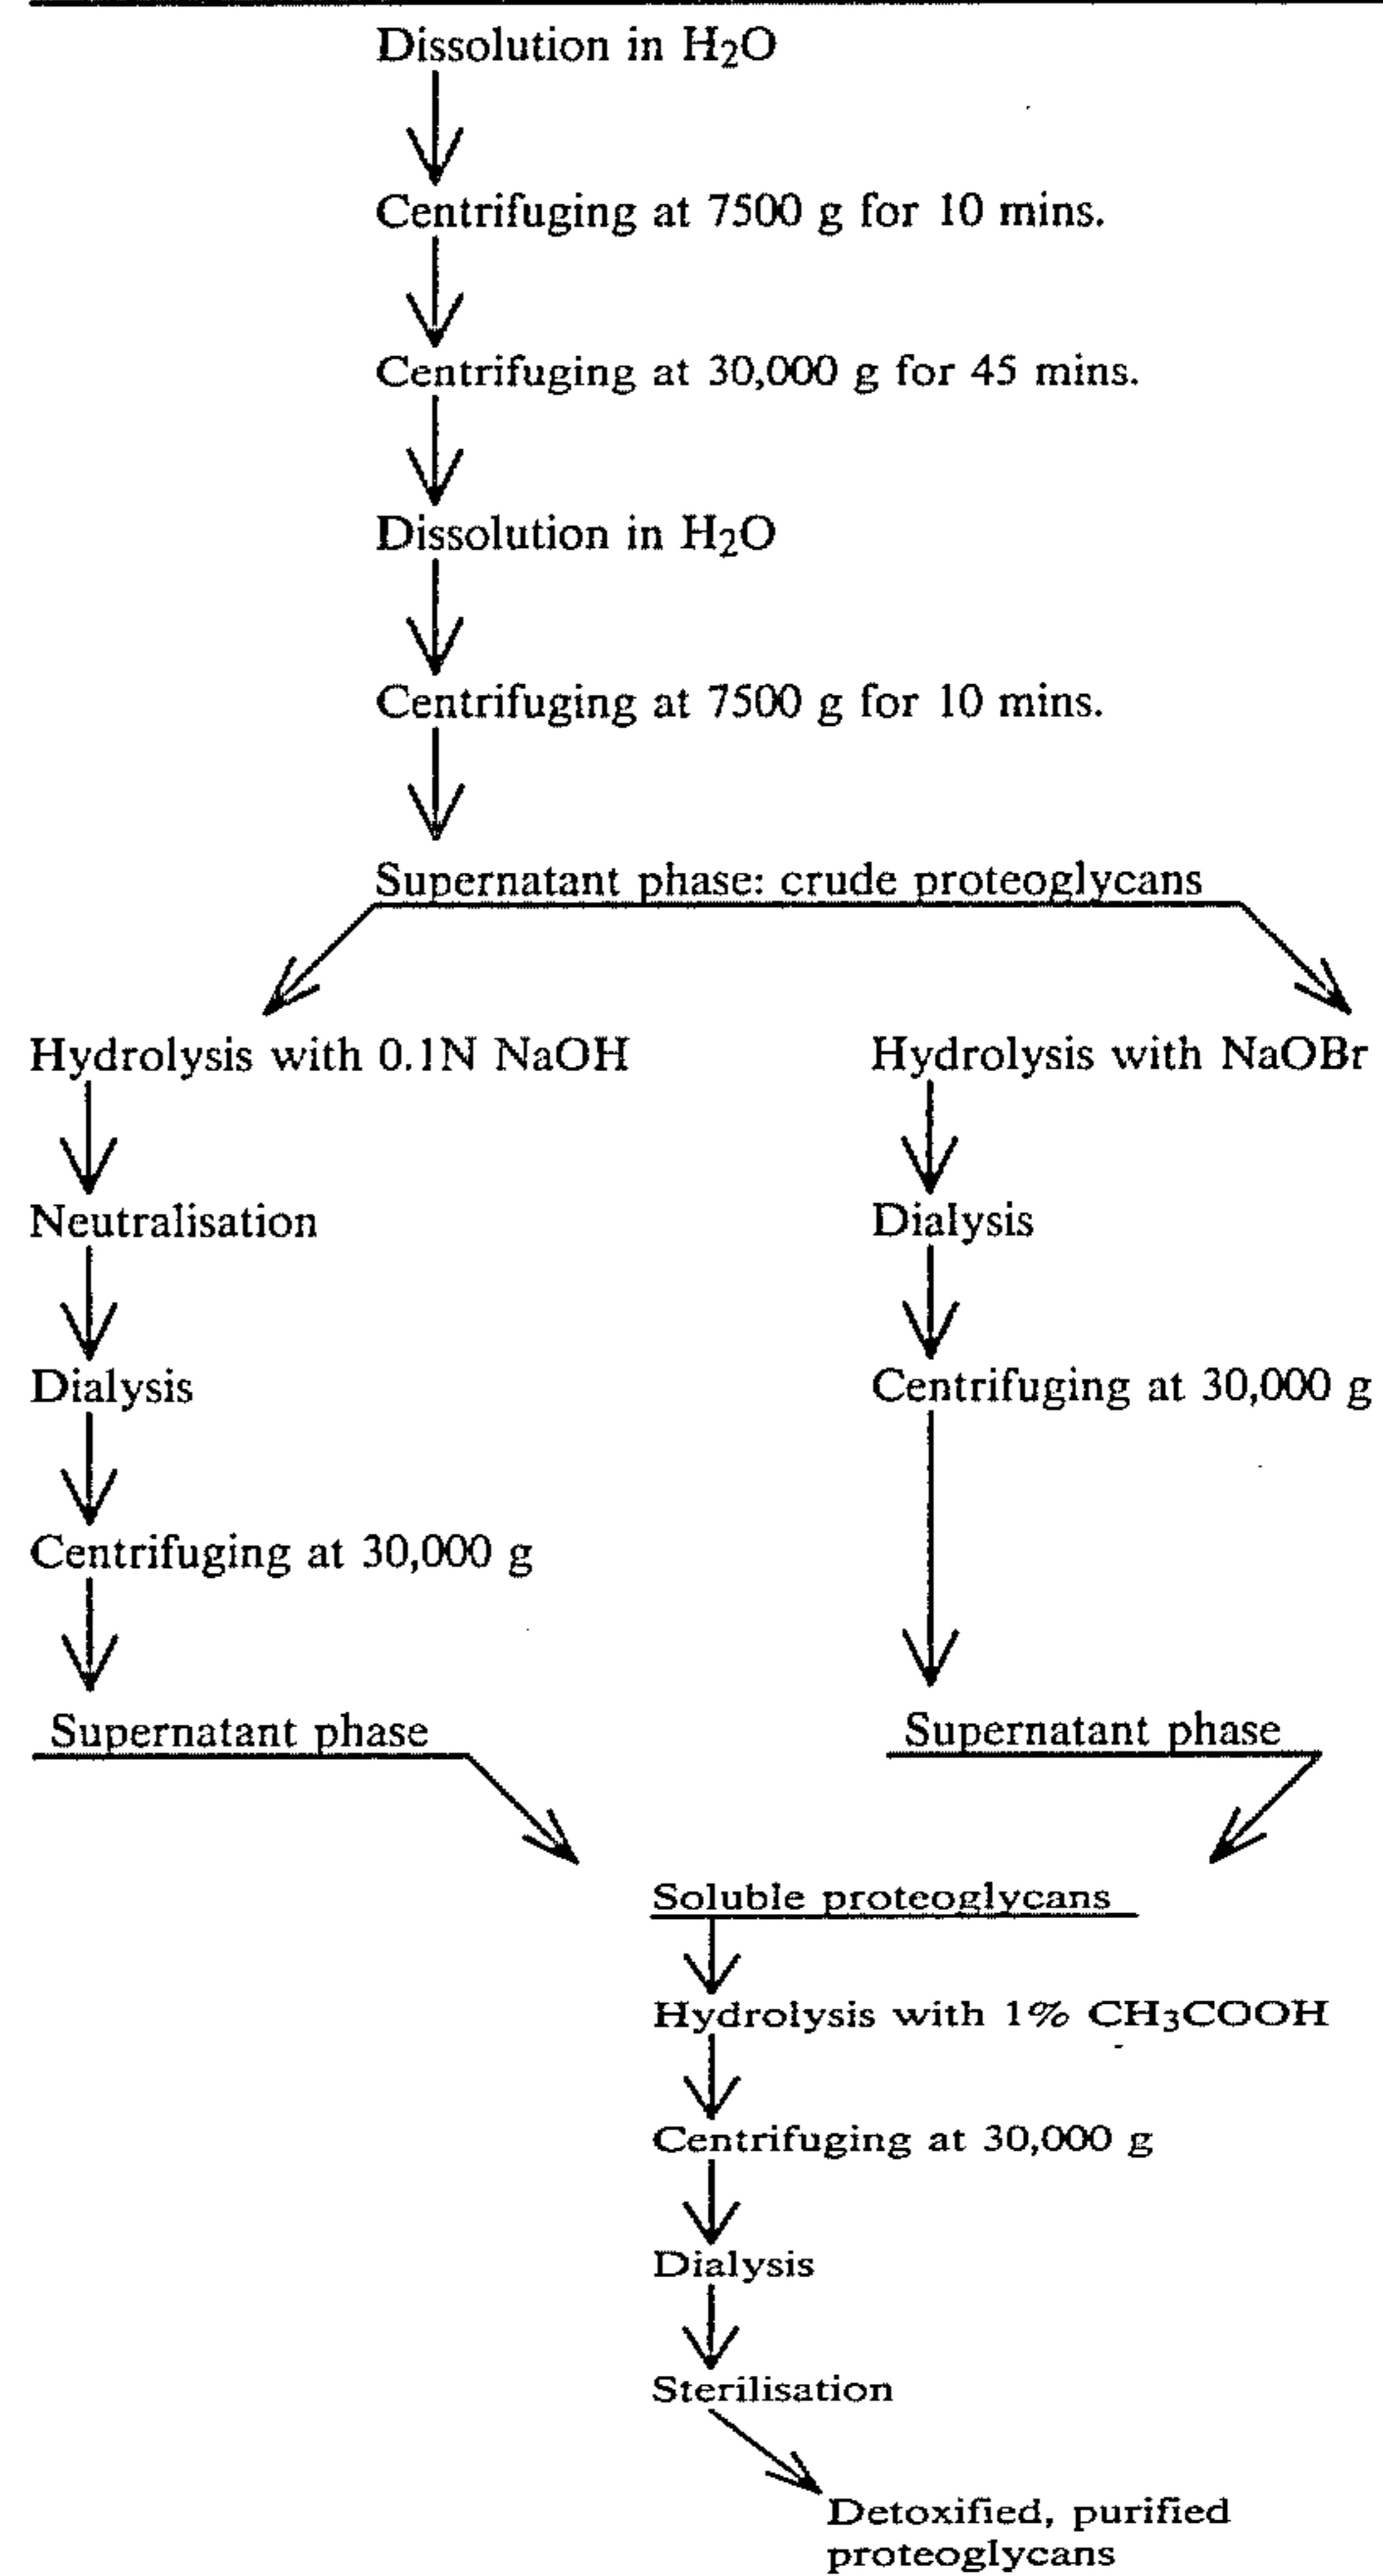 Dissolution in H₂O
Centrifuging at 7500 g for 10 mins.
Centrifuging at 30,000 g for 45 mins.
Dissolution in H₂O
Centrifuging at 7500 g for 10 mins.
Supernatant phase: crude proteoglycans
Hydrolysis with 0.1N NaOH
Neutralisation
Dialysis
Centrifuging at 30,000 g
Supernatant phase
Hydrolysis with NaOBr
Dialysis
Centrifuging at 30,000 g
Supernatant phase
Soluble proteoglycans
Hydrolysis with 1% CH₃COOH
Centrifuging at 30,000 g
Dialysis
Sterilisation
Detoxified, purified
proteoglycans